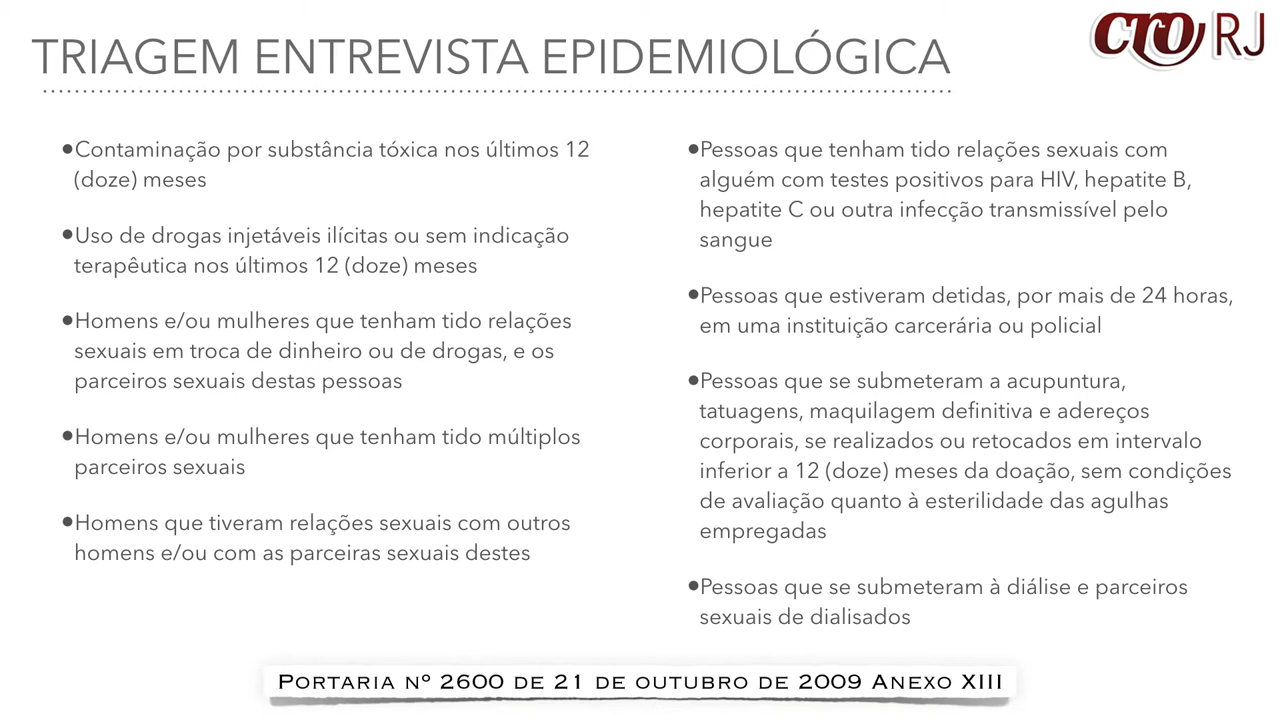 TRIAGEM ENTREVISTA EPIDEMIOLÓGICA
CRO RJ
•Contaminação por substância tóxica nos últimos 12
(doze) meses
•Uso de drogas injetáveis ilícitas ou sem indicação
terapêutica nos últimos 12 (doze) meses
•Homens e/ou mulheres que tenham tido relações
sexuais em troca de dinheiro ou de drogas, e os
parceiros sexuais destas pessoas
•Homens e/ou mulheres que tenham tido múltiplos
parceiros sexuais
•Homens que tiveram relações sexuais com outros
homens e/ou com as parceiras sexuais destes
•Pessoas que tenham tido relações sexuais com
alguém com testes positivos para HIV, hepatite B,
hepatite C ou outra infecção transmissível pelo
sangue
•Pessoas que estiveram detidas, por mais de 24 horas,
em uma instituição carcerária ou policial
•Pessoas que se submeteram a acupuntura,
tatuagens, maquilagem definitiva e adereços
corporais, se realizados ou retocados em intervalo
inferior a 12 (doze) meses da doação, sem condições
de avaliação quanto à esterilidade das agulhas
empregadas
•Pessoas que se submeteram à diálise e parceiros
sexuais de dialisados
Portaria nº 2600 de 21 de outubro de 2009 Anexo XIII